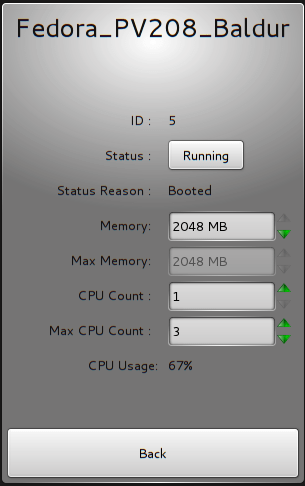 Fedora_PV208_Baldur
ID : 5
Status : Running
Status Reason : Booted
Memory: 2048 MB
Max Memory: 2048 MB
CPU Count : 1
Max CPU Count : 3
CPU Usage: 67%
Back